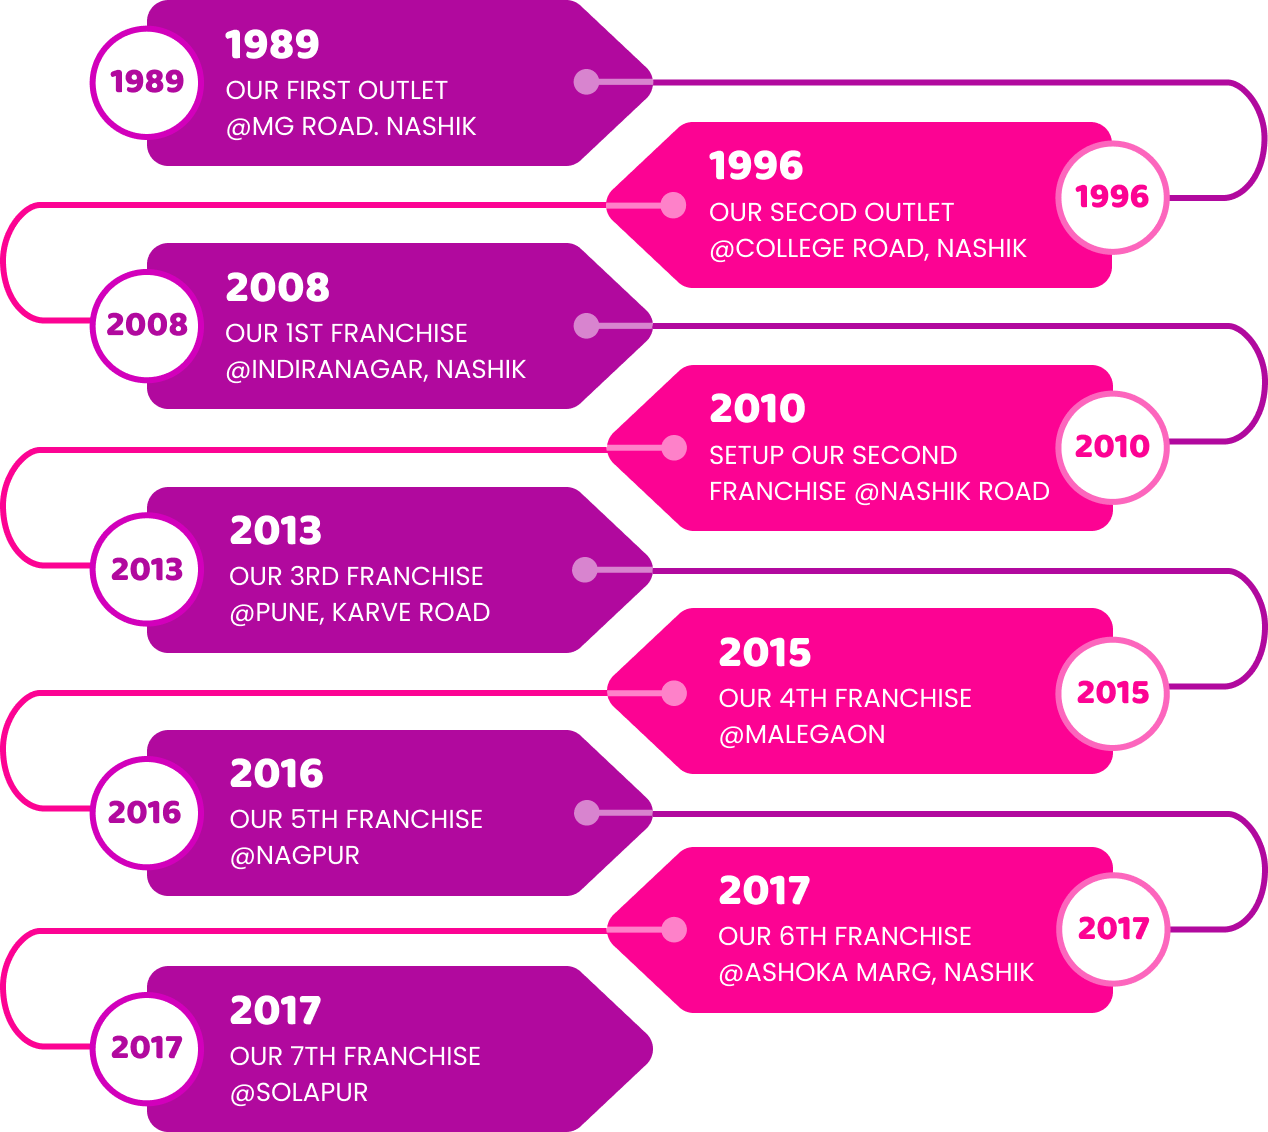 1989
1989
OUR FIRST OUTLET
@MG ROAD. NASHIK
1996
OUR SECOD OUTLET
@COLLEGE ROAD, NASHIK
1996
2008
2008
OUR 1ST FRANCHISE
@INDIRANAGAR, NASHIK
2010
SETUP OUR SECOND
FRANCHISE @NASHIK ROAD
2010
2013
2013
OUR 3RD FRANCHISE
@PUNE, KARVE ROAD
2015
OUR 4TH FRANCHISE
@MALEGAON
2015
2016
2016
OUR 5TH FRANCHISE
@NAGPUR
2017
OUR 6TH FRANCHISE
@ASHOKA MARG, NASHIK
2017
2017
2017
OUR 7TH FRANCHISE
@SOLAPUR